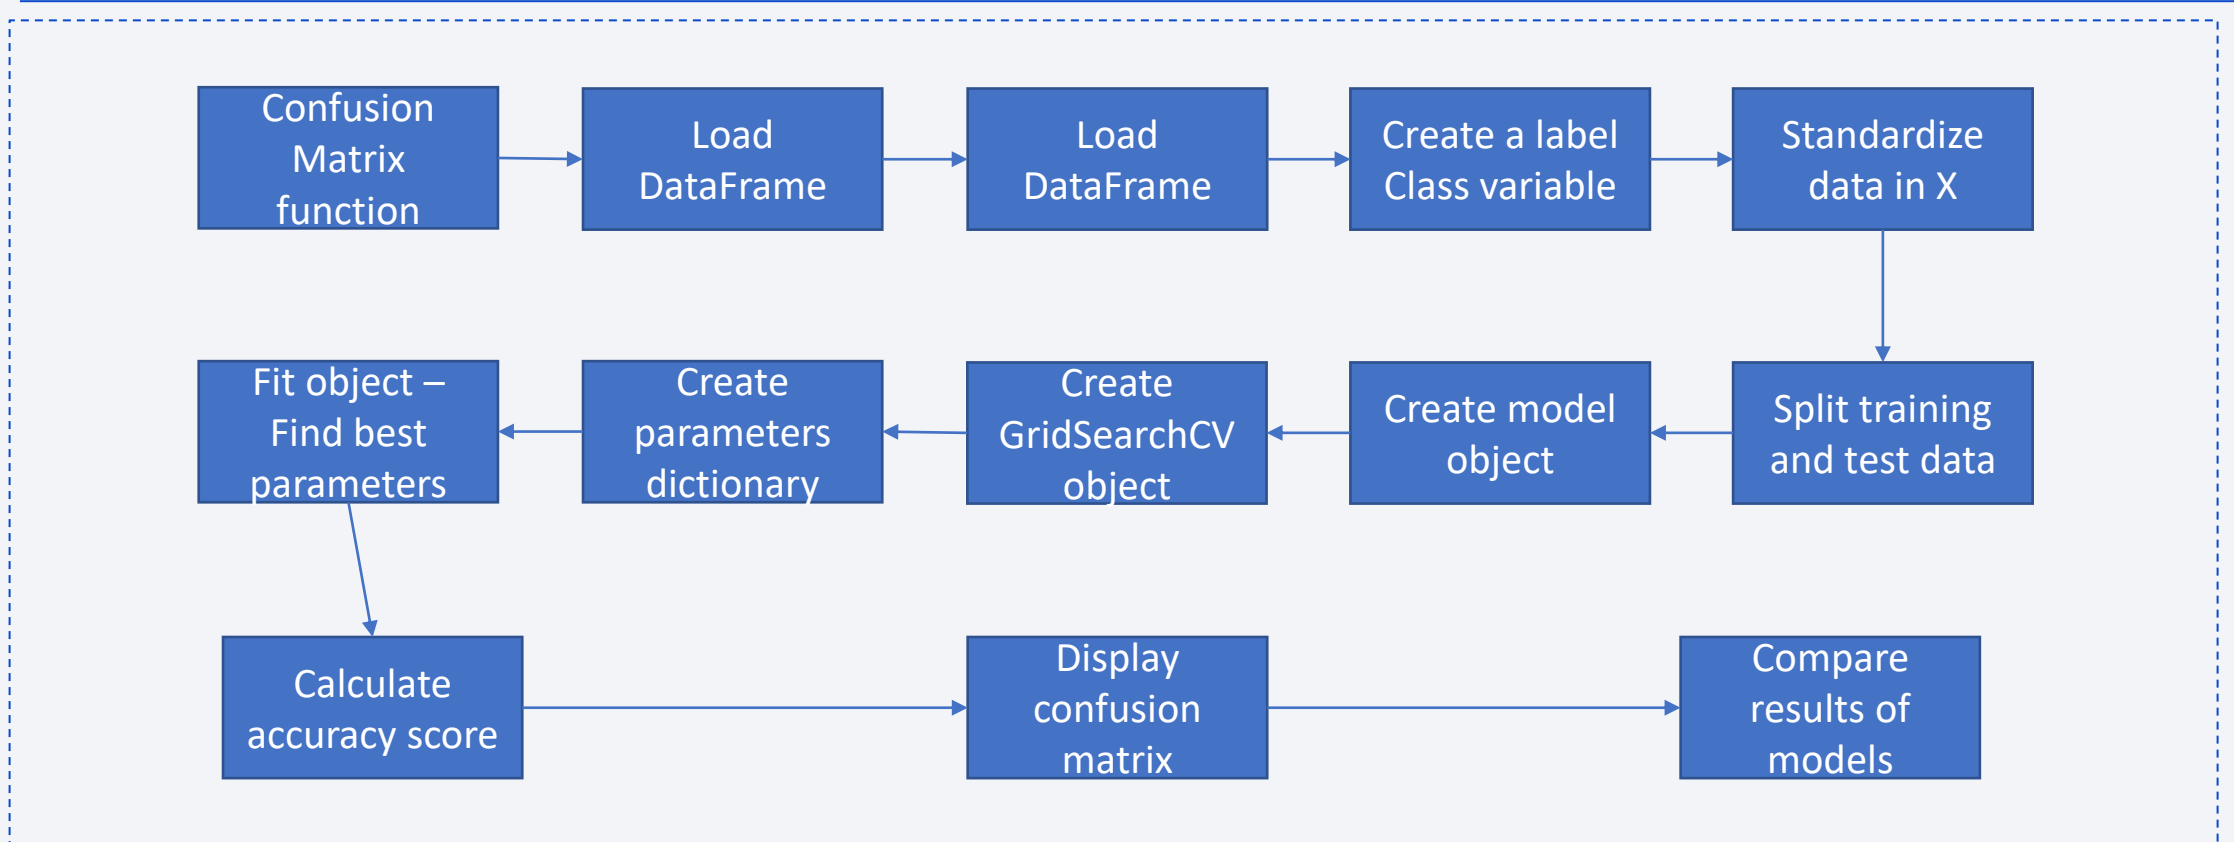 Confusion
Matrix
function
Load
DataFrame
Load
DataFrame
Create a label
Class variable
Standardize
data in X
Split training
and test data
Create model
object
Create
GridSearchCV
object
Create
parameters
dictionary
Fit object –
Find best
parameters
Calculate
accuracy score
Display
confusion
matrix
Compare
results of
models